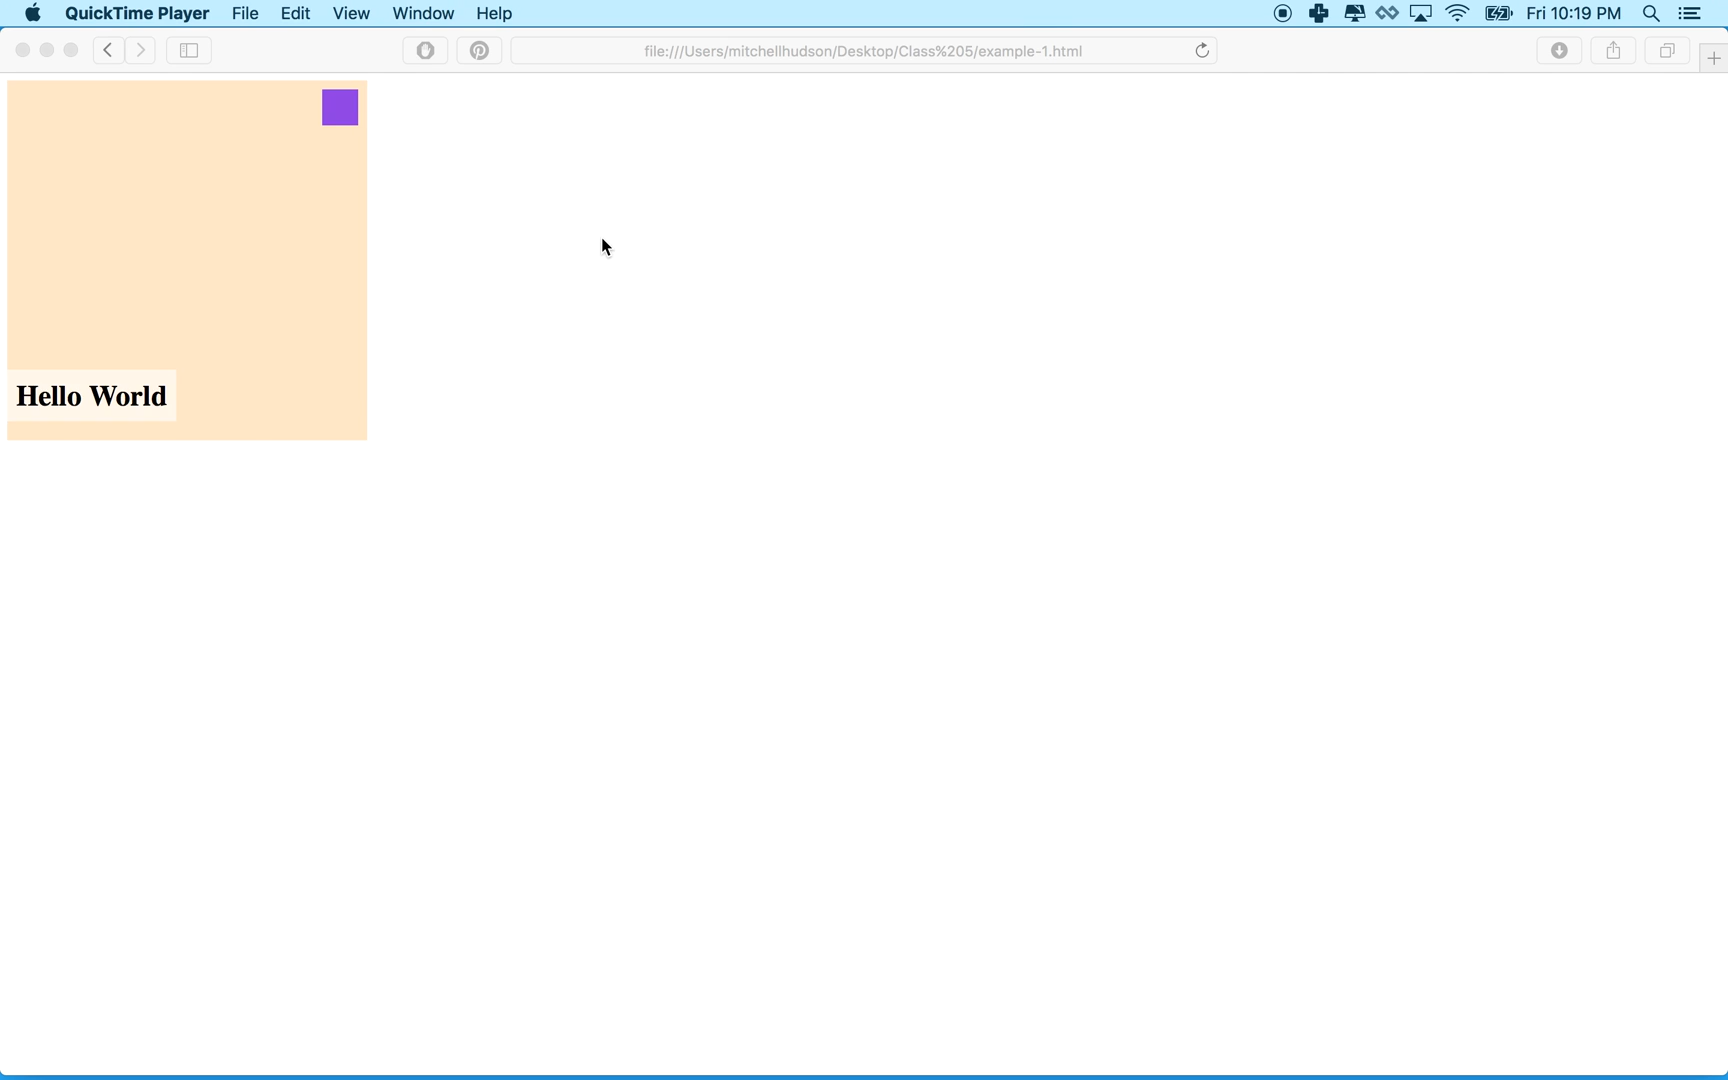 QuickTime Player File Edit View Window Help Fri 10:19 PM
file:///Users/mitchellhudson/Desktop/Class%205/example-1.html
Hello World